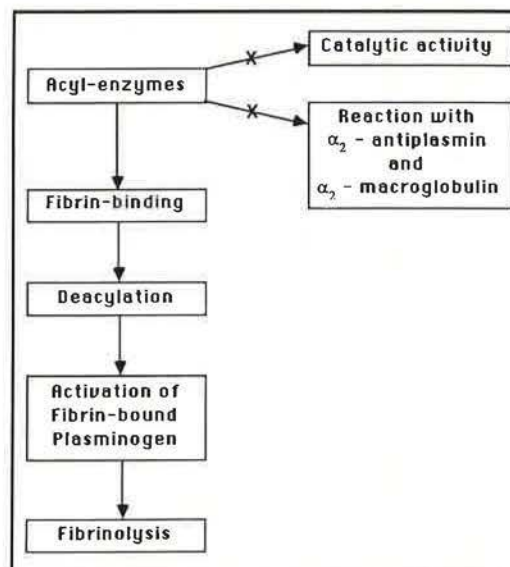 Catalytic activity
Acyl-enzymes
Reaction with
α₂ - antiplasmin
and
α₂ - macroglobulin
Fibrin-binding
Deacylation
Activation of
Fibrin-bound
Plasminogen
Fibrinolysis